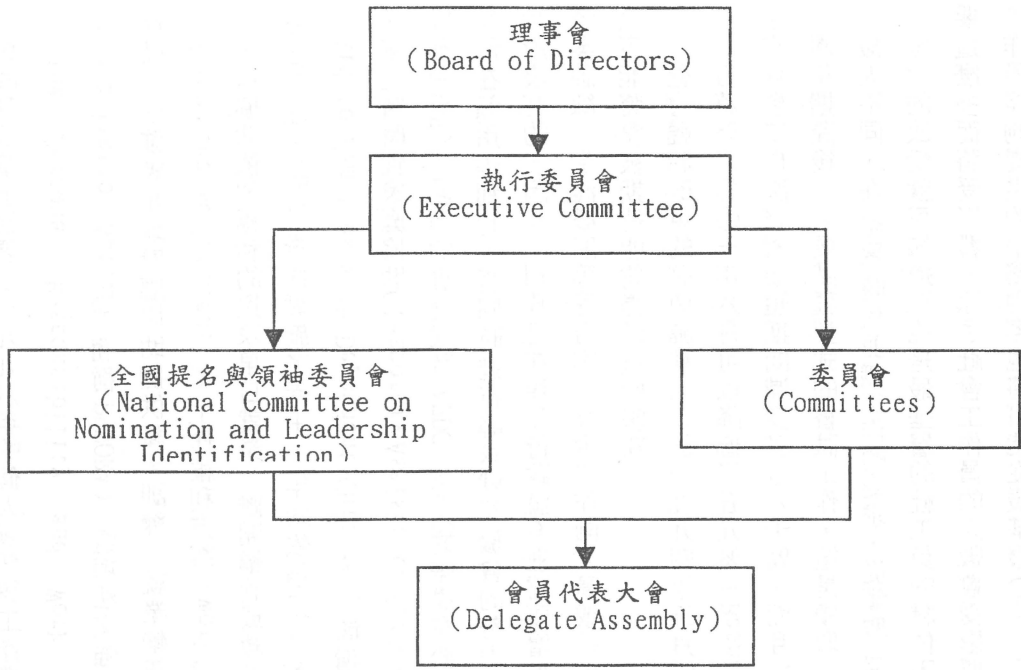 理事會
(Board of Directors)
執行委員會
(Executive Committee)
全國提名與領袖委員會
(National Committee on
Nomination and Leadership
Identification)
委員會
(Committees)
會員代表大會
(Delegate Assembly)